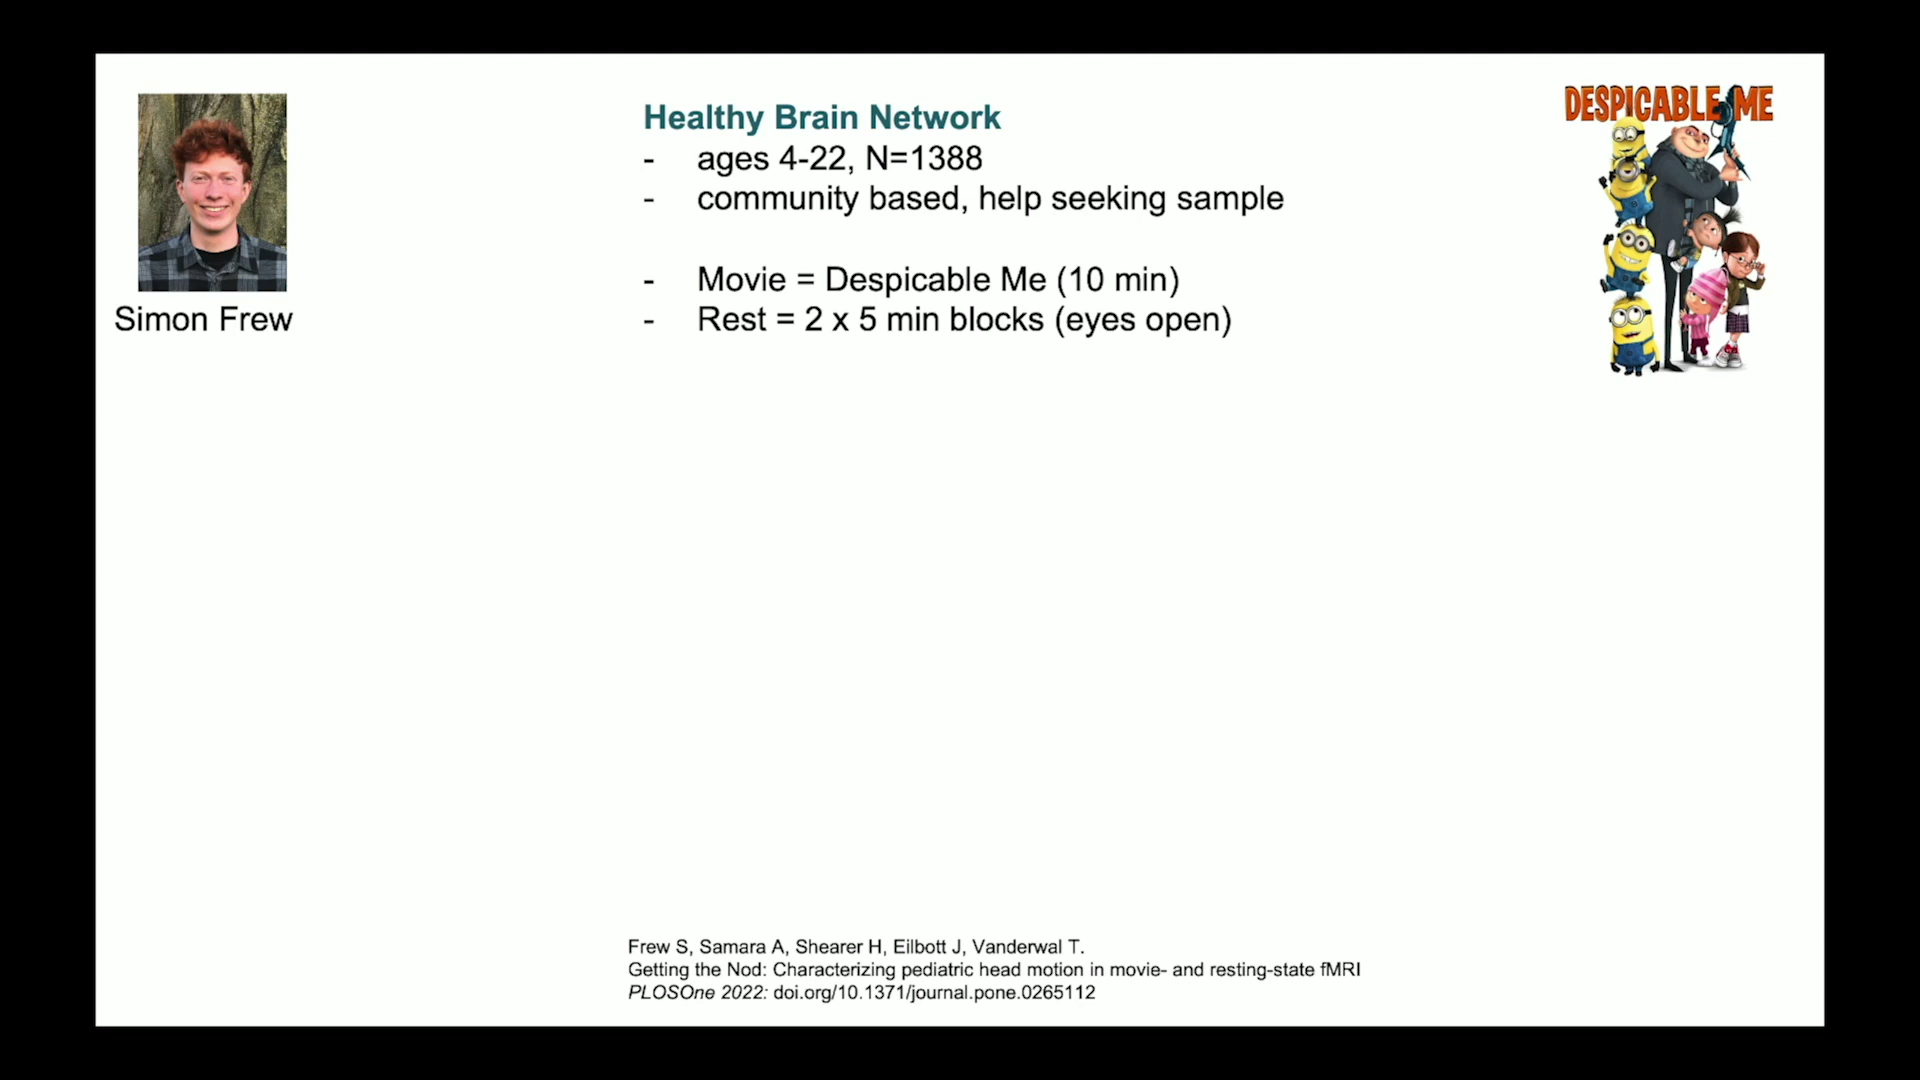 Simon Frew
Healthy Brain Network
- ages 4-22, N=1388
- community based, help seeking sample
- Movie = Despicable Me (10 min)
- Rest = 2 x 5 min blocks (eyes open)
DESPICABLE ME
Frew S, Samara A, Shearer H, Eilbott J, Vanderwal T.
Getting the Nod: Characterizing pediatric head motion in movie- and resting-state fMRI
PLOSOne 2022: doi.org/10.1371/journal.pone.0265112